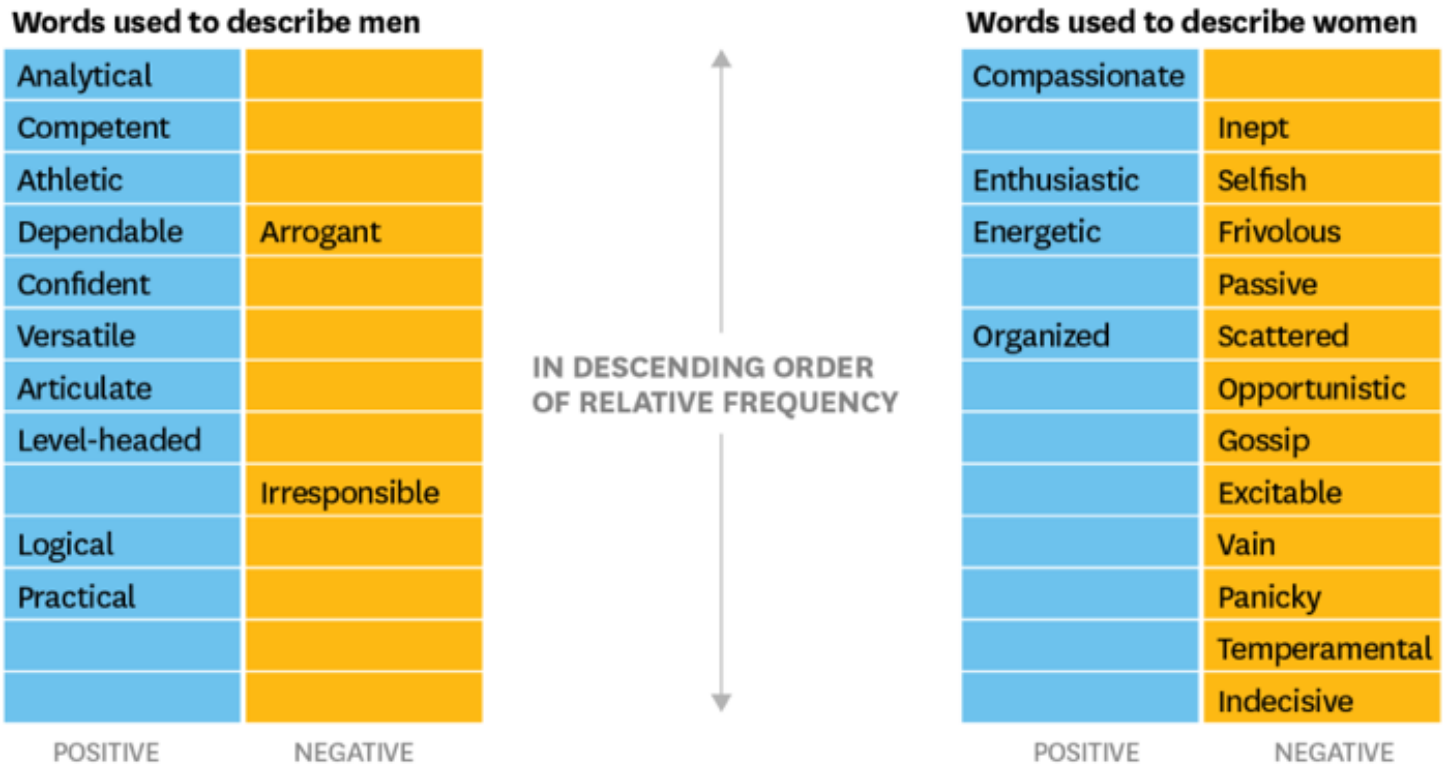 Words used to describe men
Analytical
Competent
Athletic
Dependable Arrogant
Confident
Versatile
Articulate
Level-headed
Irresponsible
Logical
Practical
POSITIVE NEGATIVE
IN DESCENDING ORDER
OF RELATIVE FREQUENCY
Words used to describe women
Compassionate
Inept
Enthusiastic Selfish
Energetic Frivolous
Passive
Organized Scattered
Opportunistic
Gossip
Excitable
Vain
Panicky
Temperamental
Indecisive
POSITIVE NEGATIVE